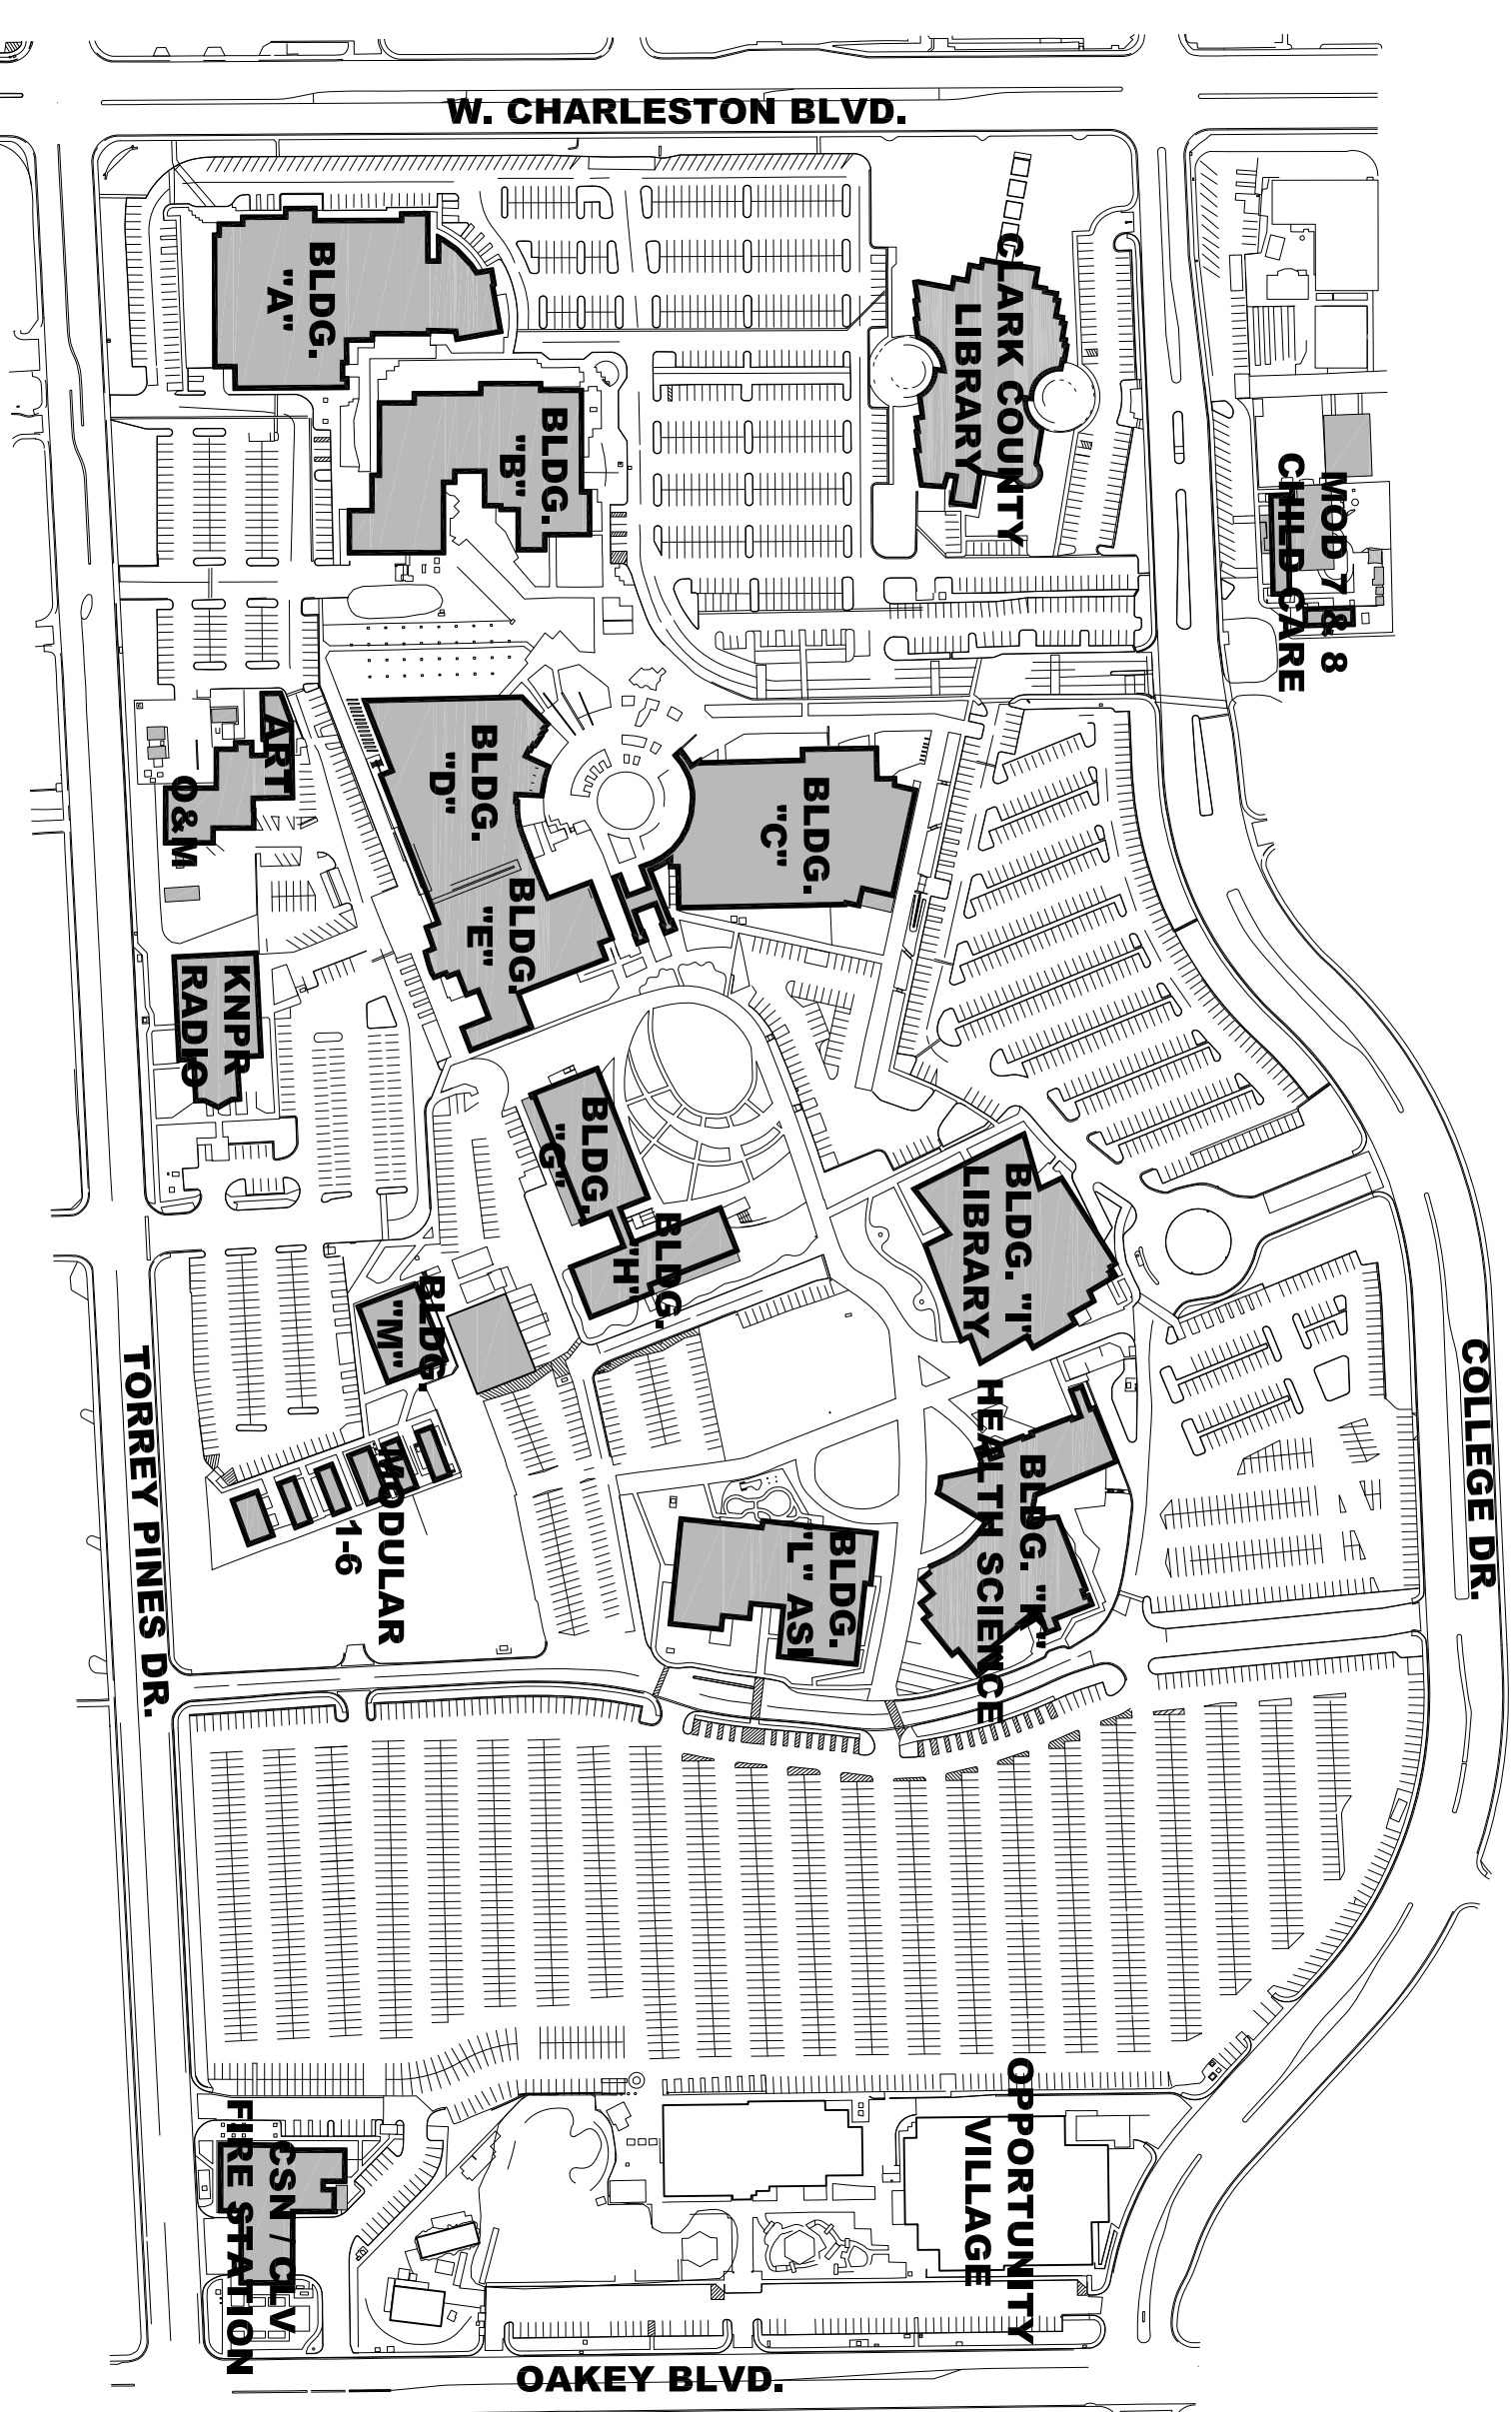 W. CHARLESTON BLVD.
BLDG.
"A"
BLDG.
"B"
CLARK COUNTY
LIBRARY
MOD 7 & 8
CHILD CARE
ART
O&M
BLDG.
"D"
BLDG.
"C"
BLDG.
"E"
KNPR
RADIO
BLDG.
"G"
BLDG.
"H"
BLDG. "I"
LIBRARY
BLDG.
"M"
MODULAR
1-6
BLDG.
"L" ASI
BLDG. "K"
HEALTH SCIENCE
TORREY PINES DR.
COLLEGE DR.
CSN / CLV
FIRE STATION
OPPORTUNITY
VILLAGE
OAKEY BLVD.